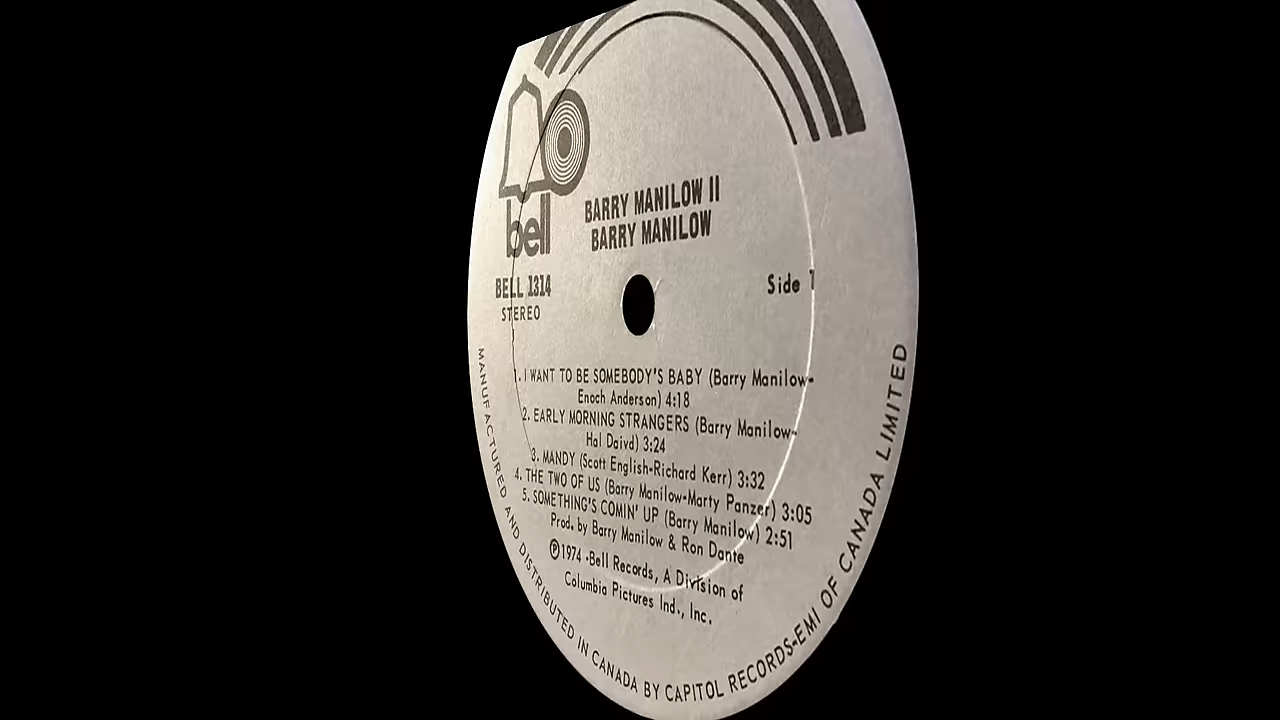 bell
BARRY MANILOW II
BARRY MANILOW
BELL 1314
STEREO
Side 1
1. I WANT TO BE SOMEBODY'S BABY (Barry Manilow-
Enoch Anderson) 4:18
2. EARLY MORNING STRANGERS (Barry Manilow-
Hal Daivd) 3:24
3. MANDY (Scott English-Richard Kerr) 3:32
4. THE TWO OF US (Barry Manilow-Marty Panzer) 3:05
5. SOMETHING'S COMIN' UP (Barry Manilow) 2:51
Prod. by Barry Manilow & Ron Dante
℗1974 ·Bell Records, A Division of
Columbia Pictures Ind., Inc.
MANUFACTURED AND DISTRIBUTED IN CANADA BY CAPITOL RECORDS-EMI OF CANADA LIMITED